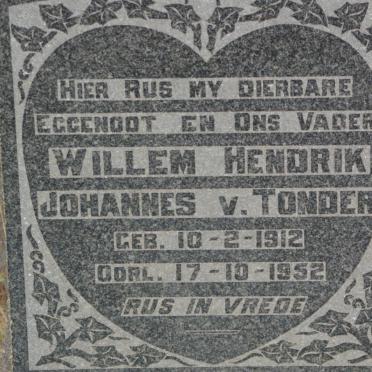 HIER RUS MY DIERBARE
EGGENOOT EN ONS VADER
WILLEM HENDRIK
JOHANNES v. TONDER
GEB. 10-2-1912
OORL. 17-10-1952
RUS IN VREDE